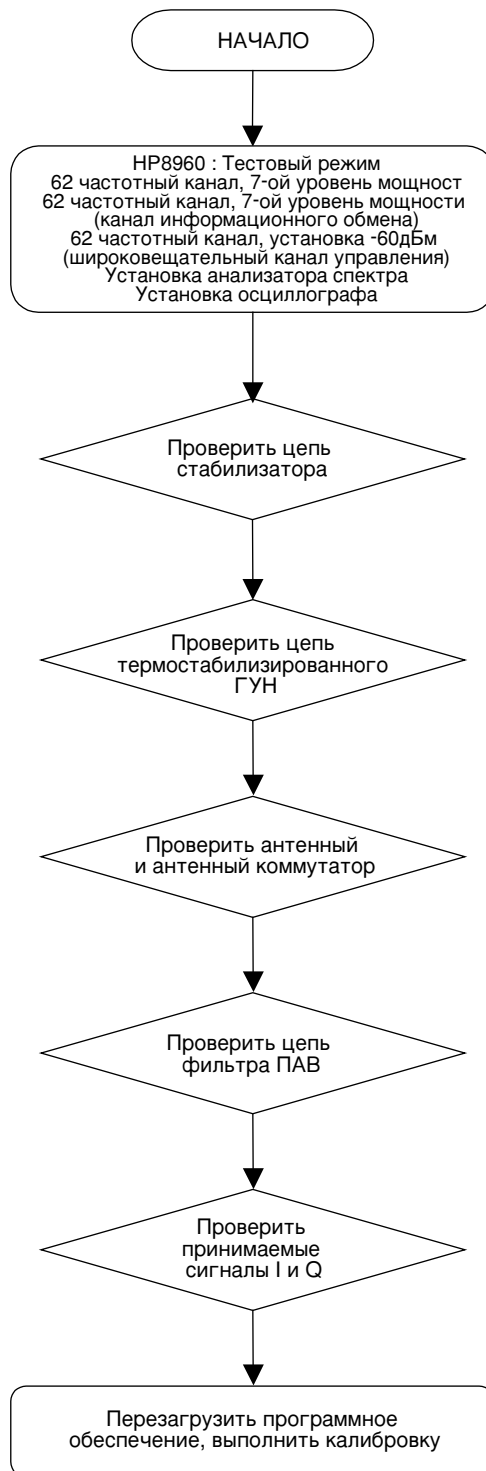 НАЧАЛО
HP8960 : Тестовый режим
62 частотный канал, 7-ой уровень мощност
62 частотный канал, 7-ой уровень мощности
(канал информационного обмена)
62 частотный канал, установка -60дБм
(широковещательный канал управления)
Установка анализатора спектра
Установка осциллографа
Проверить цепь
стабилизатора
Проверить цепь
термостабилизированного
ГУН
Проверить антенный
и антенный коммутатор
Проверить цепь
фильтра ПАВ
Проверить
принимаемые
сигналы I и Q
Перезагрузить программное
обеспечение, выполнить калибровку